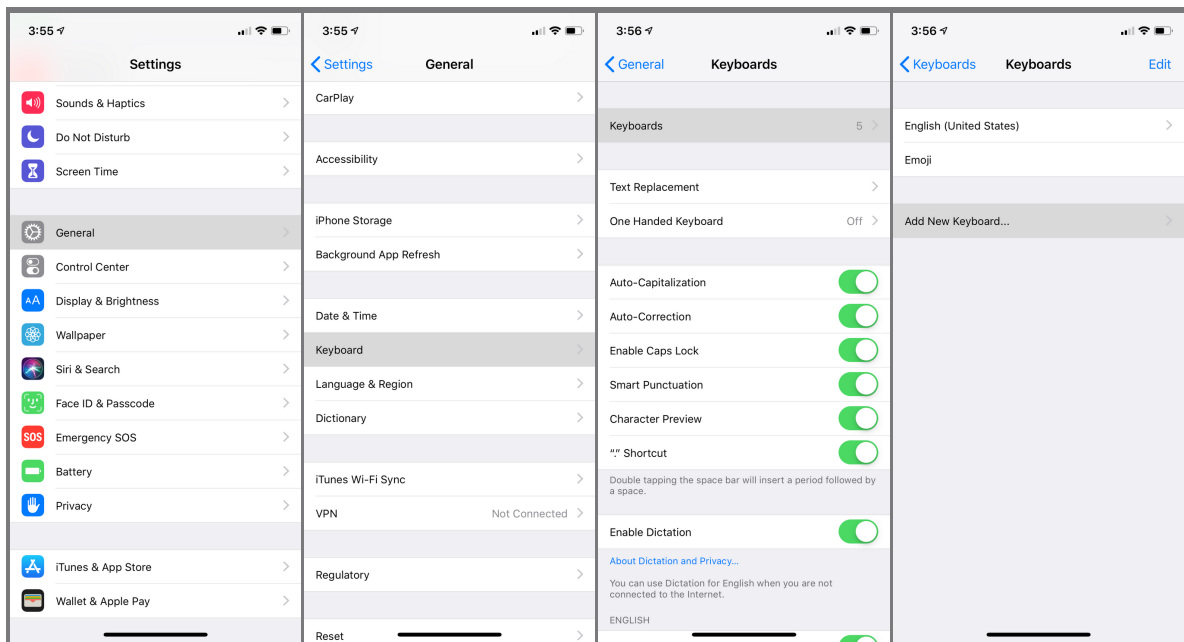 3:55
Settings
Sounds & Haptics
Do Not Disturb
Screen Time
General
Control Center
AA Display & Brightness
Wallpaper
Siri & Search
Face ID & Passcode
SOS Emergency SOS
Battery
Privacy
iTunes & App Store
Wallet & Apple Pay
3:55
Settings General
CarPlay
Accessibility
iPhone Storage
Background App Refresh
Date & Time
Keyboard
Language & Region
Dictionary
iTunes Wi-Fi Sync
VPN Not Connected
Regulatory
Reset
3:56
General Keyboards
Keyboards 5
Text Replacement
One Handed Keyboard Off
Auto-Capitalization
Auto-Correction
Enable Caps Lock
Smart Punctuation
Character Preview
“.” Shortcut
Double tapping the space bar will insert a period followed by
a space.
Enable Dictation
About Dictation and Privacy...
You can use Dictation for English when you are not
connected to the Internet.
ENGLISH
3:56
Keyboards Keyboards Edit
English (United States)
Emoji
Add New Keyboard...